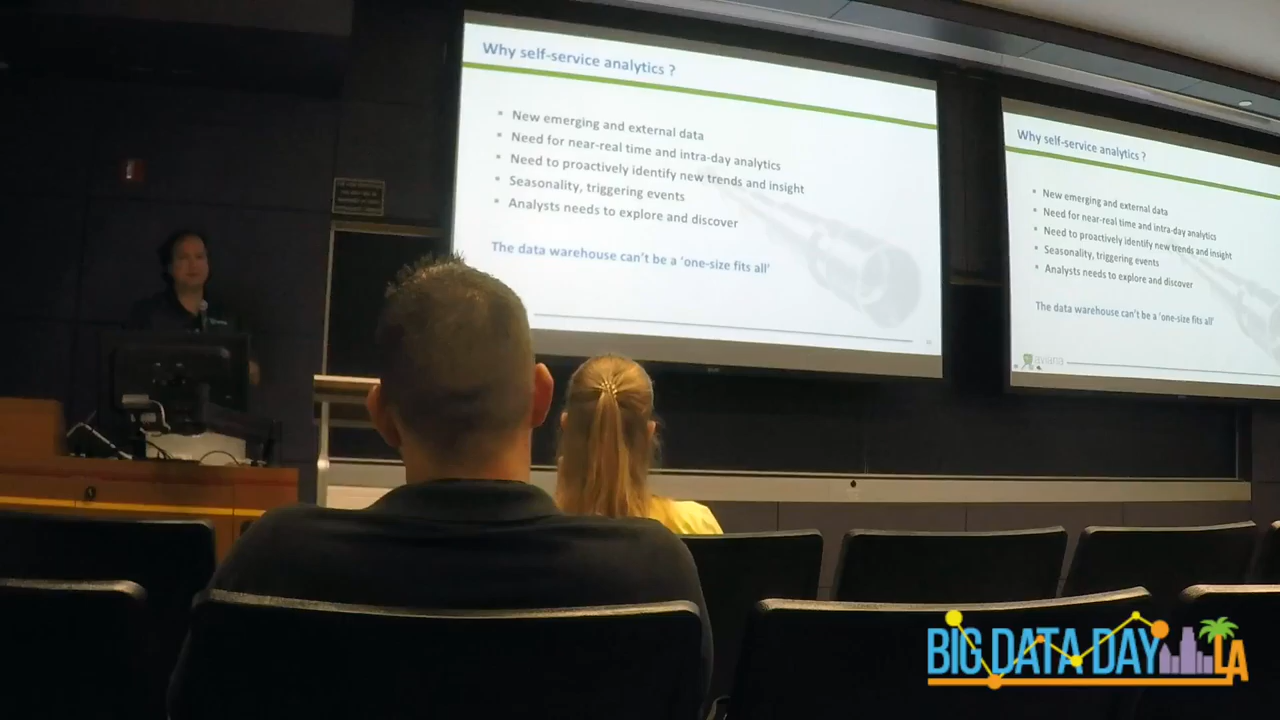 Why self-service analytics ?
New emerging and external data
Need for near-real time and intra-day analytics
Need to proactively identify new trends and insight
Seasonality, triggering events
Analysts needs to explore and discover
The data warehouse can't be a 'one-size fits all'
Why self-service analytics ?
New emerging and external data
Need for near-real time and intra-day analytics
Need to proactively identify new trends and insight
Seasonality, triggering events
Analysts needs to explore and discover
The data warehouse can't be a 'one-size fits all'
BIG DATA DAY LA